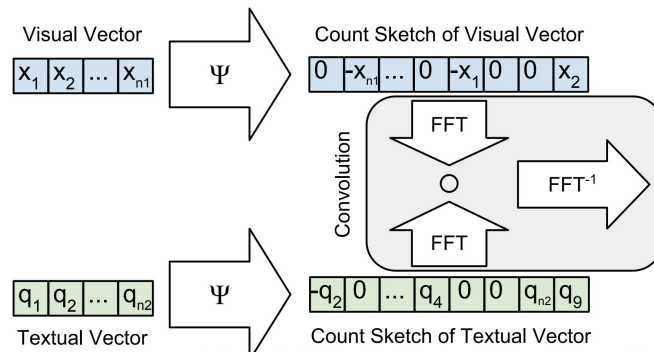 Visual Vector
Count Sketch of Visual Vector
x1 x2 ... xn1
Ψ
0 -xn1 ... 0 -x1 0 0 x2
Convolution
FFT
FFT-1
FFT
q1 q2 ... qn2
Ψ
-q2 0 ... q4 0 0 qn2 q9
Textual Vector
Count Sketch of Textual Vector